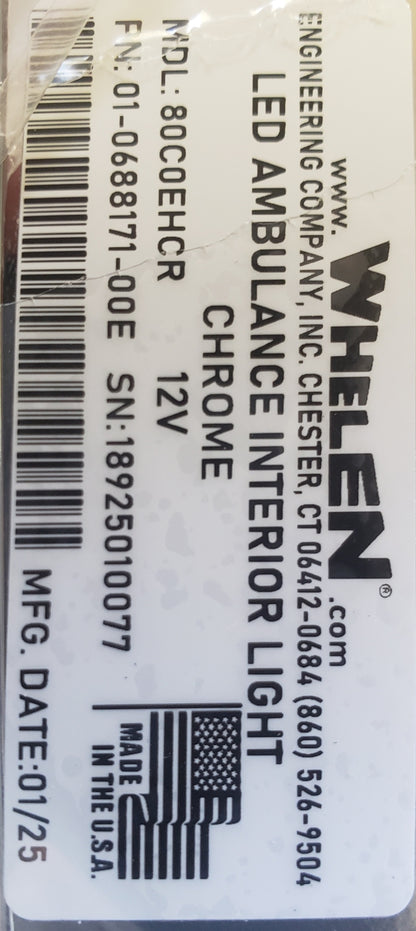 www.WHELEN®.com
ENGINEERING COMPANY, INC. CHESTER, CT 06412-0684 (860) 526-9504
LED AMBULANCE INTERIOR LIGHT
CHROME
MDL: 80C0EHCR 12V
PN: 01-0688171-00E SN:18925010077
MFG. DATE:01/25
MADE
IN THE U.S.A.